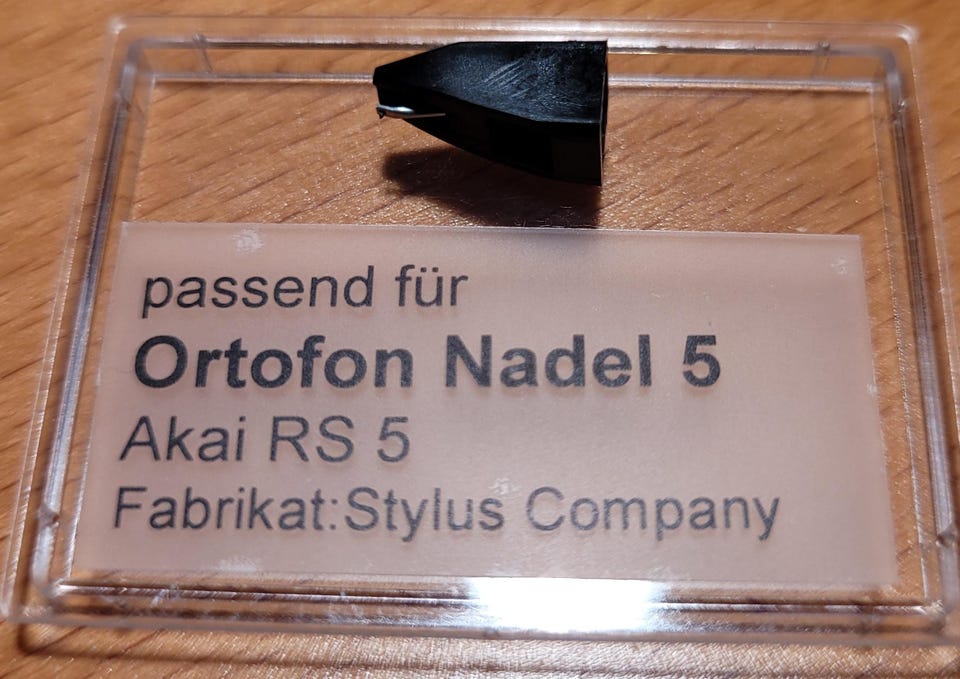 passend für
Ortofon Nadel 5
Akai RS 5
Fabrikat:Stylus Company